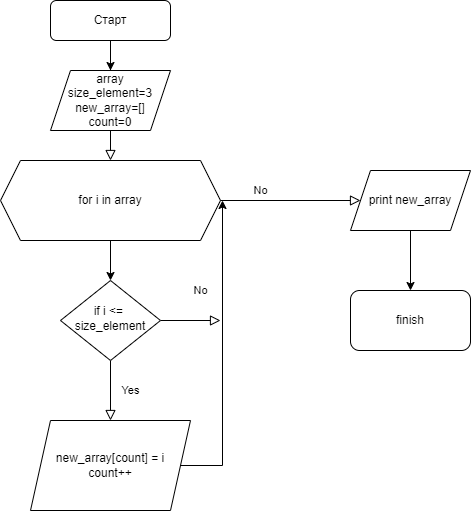 Старт
array
size_element=3
new_array=[]
count=0
for i in array
No
print new_array
No
if i <=
size_element
finish
Yes
new_array[count] = i
count++